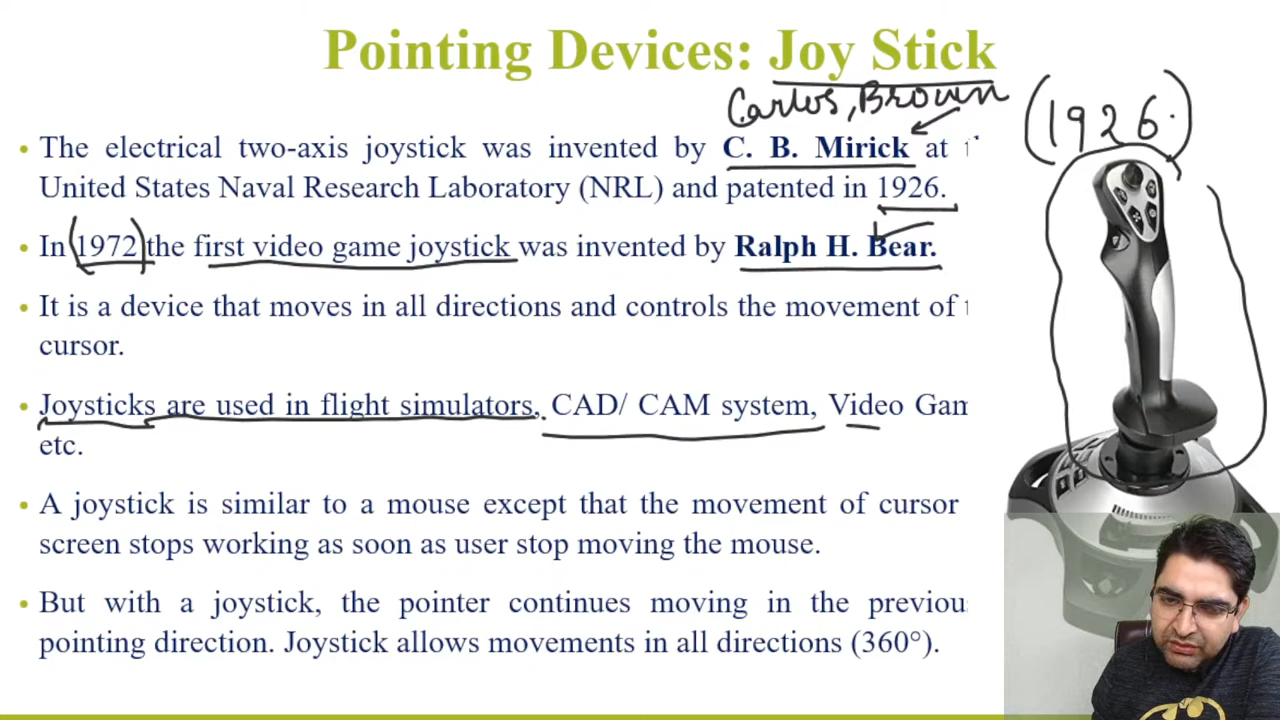 Pointing Devices: Joy Stick
Carlos, Brown
(1926)
• The electrical two-axis joystick was invented by C. B. Mirick at
United States Naval Research Laboratory (NRL) and patented in 1926.
• In (1972) the first video game joystick was invented by Ralph H. Bear.
• It is a device that moves in all directions and controls the movement of
cursor.
• Joysticks are used in flight simulators, CAD/ CAM system, Video Gam
etc.
• A joystick is similar to a mouse except that the movement of cursor
screen stops working as soon as user stop moving the mouse.
• But with a joystick, the pointer continues moving in the previou
pointing direction. Joystick allows movements in all directions (360°).